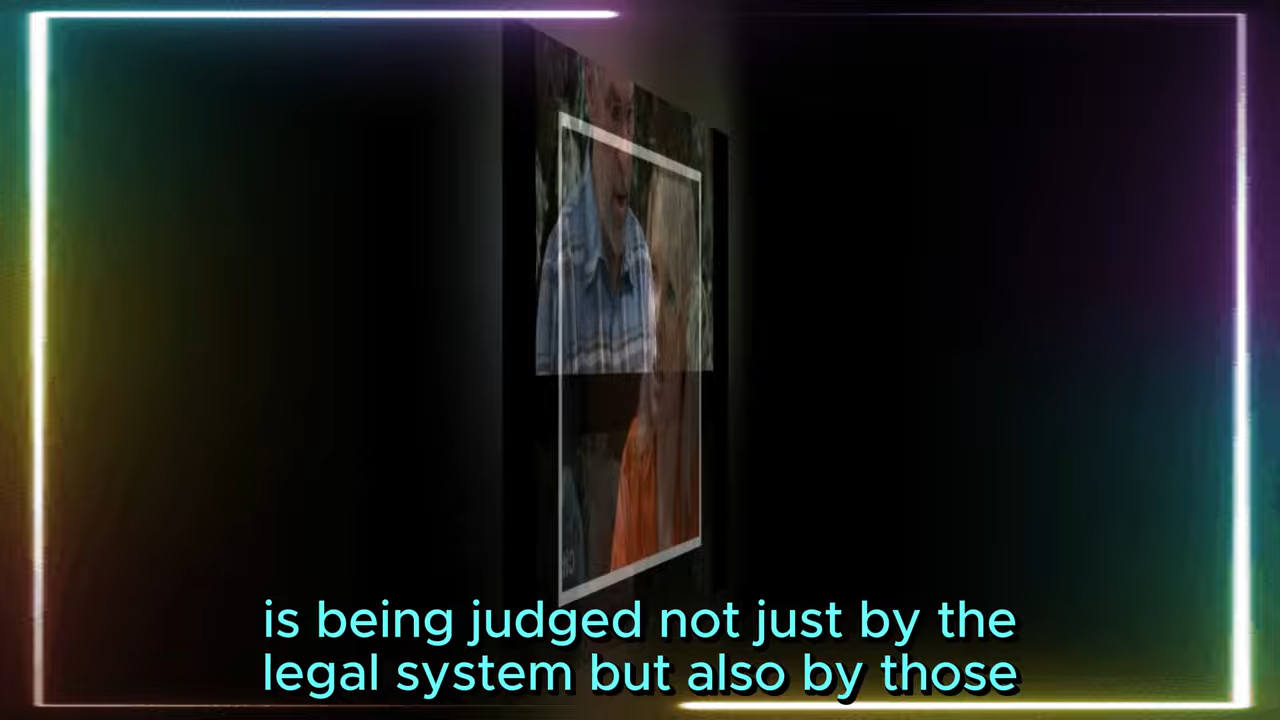 is being judged not just by the
legal system but also by those